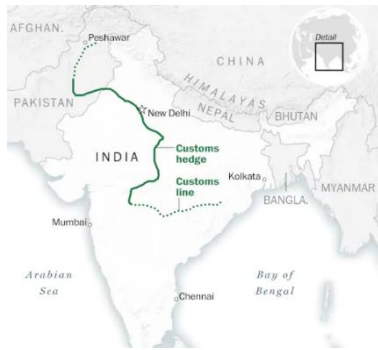 AFGHAN.
Peshawar
Detail
CHINA
PAKISTAN
HIMALAYAS
New Delhi
NEPAL
BHUTAN
INDIA
Customs
hedge
Customs
line
Kolkata
BANGLA.
MYANMAR
Mumbai
Arabian
Sea
Bay of
Bengal
Chennai